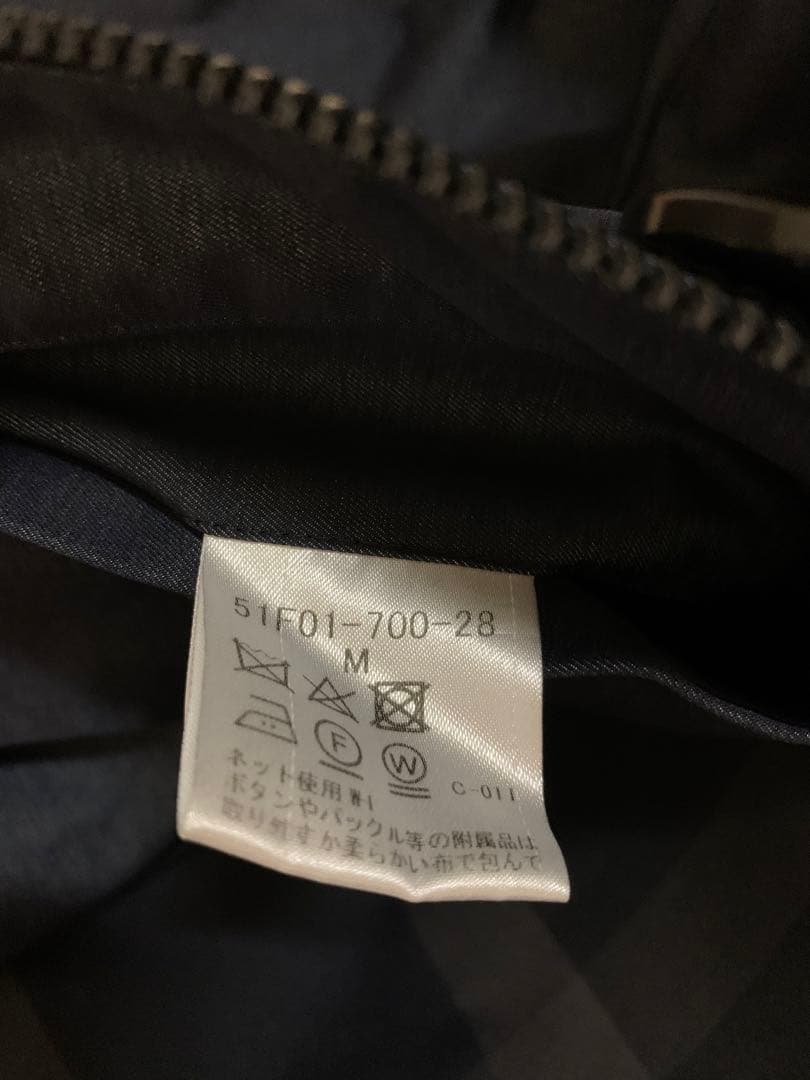 51F01-700-28
M
F
W
ネット使用 WH
C-011
ボタンやバックル等の附属品は
取り外すか柔らかい布で包んで